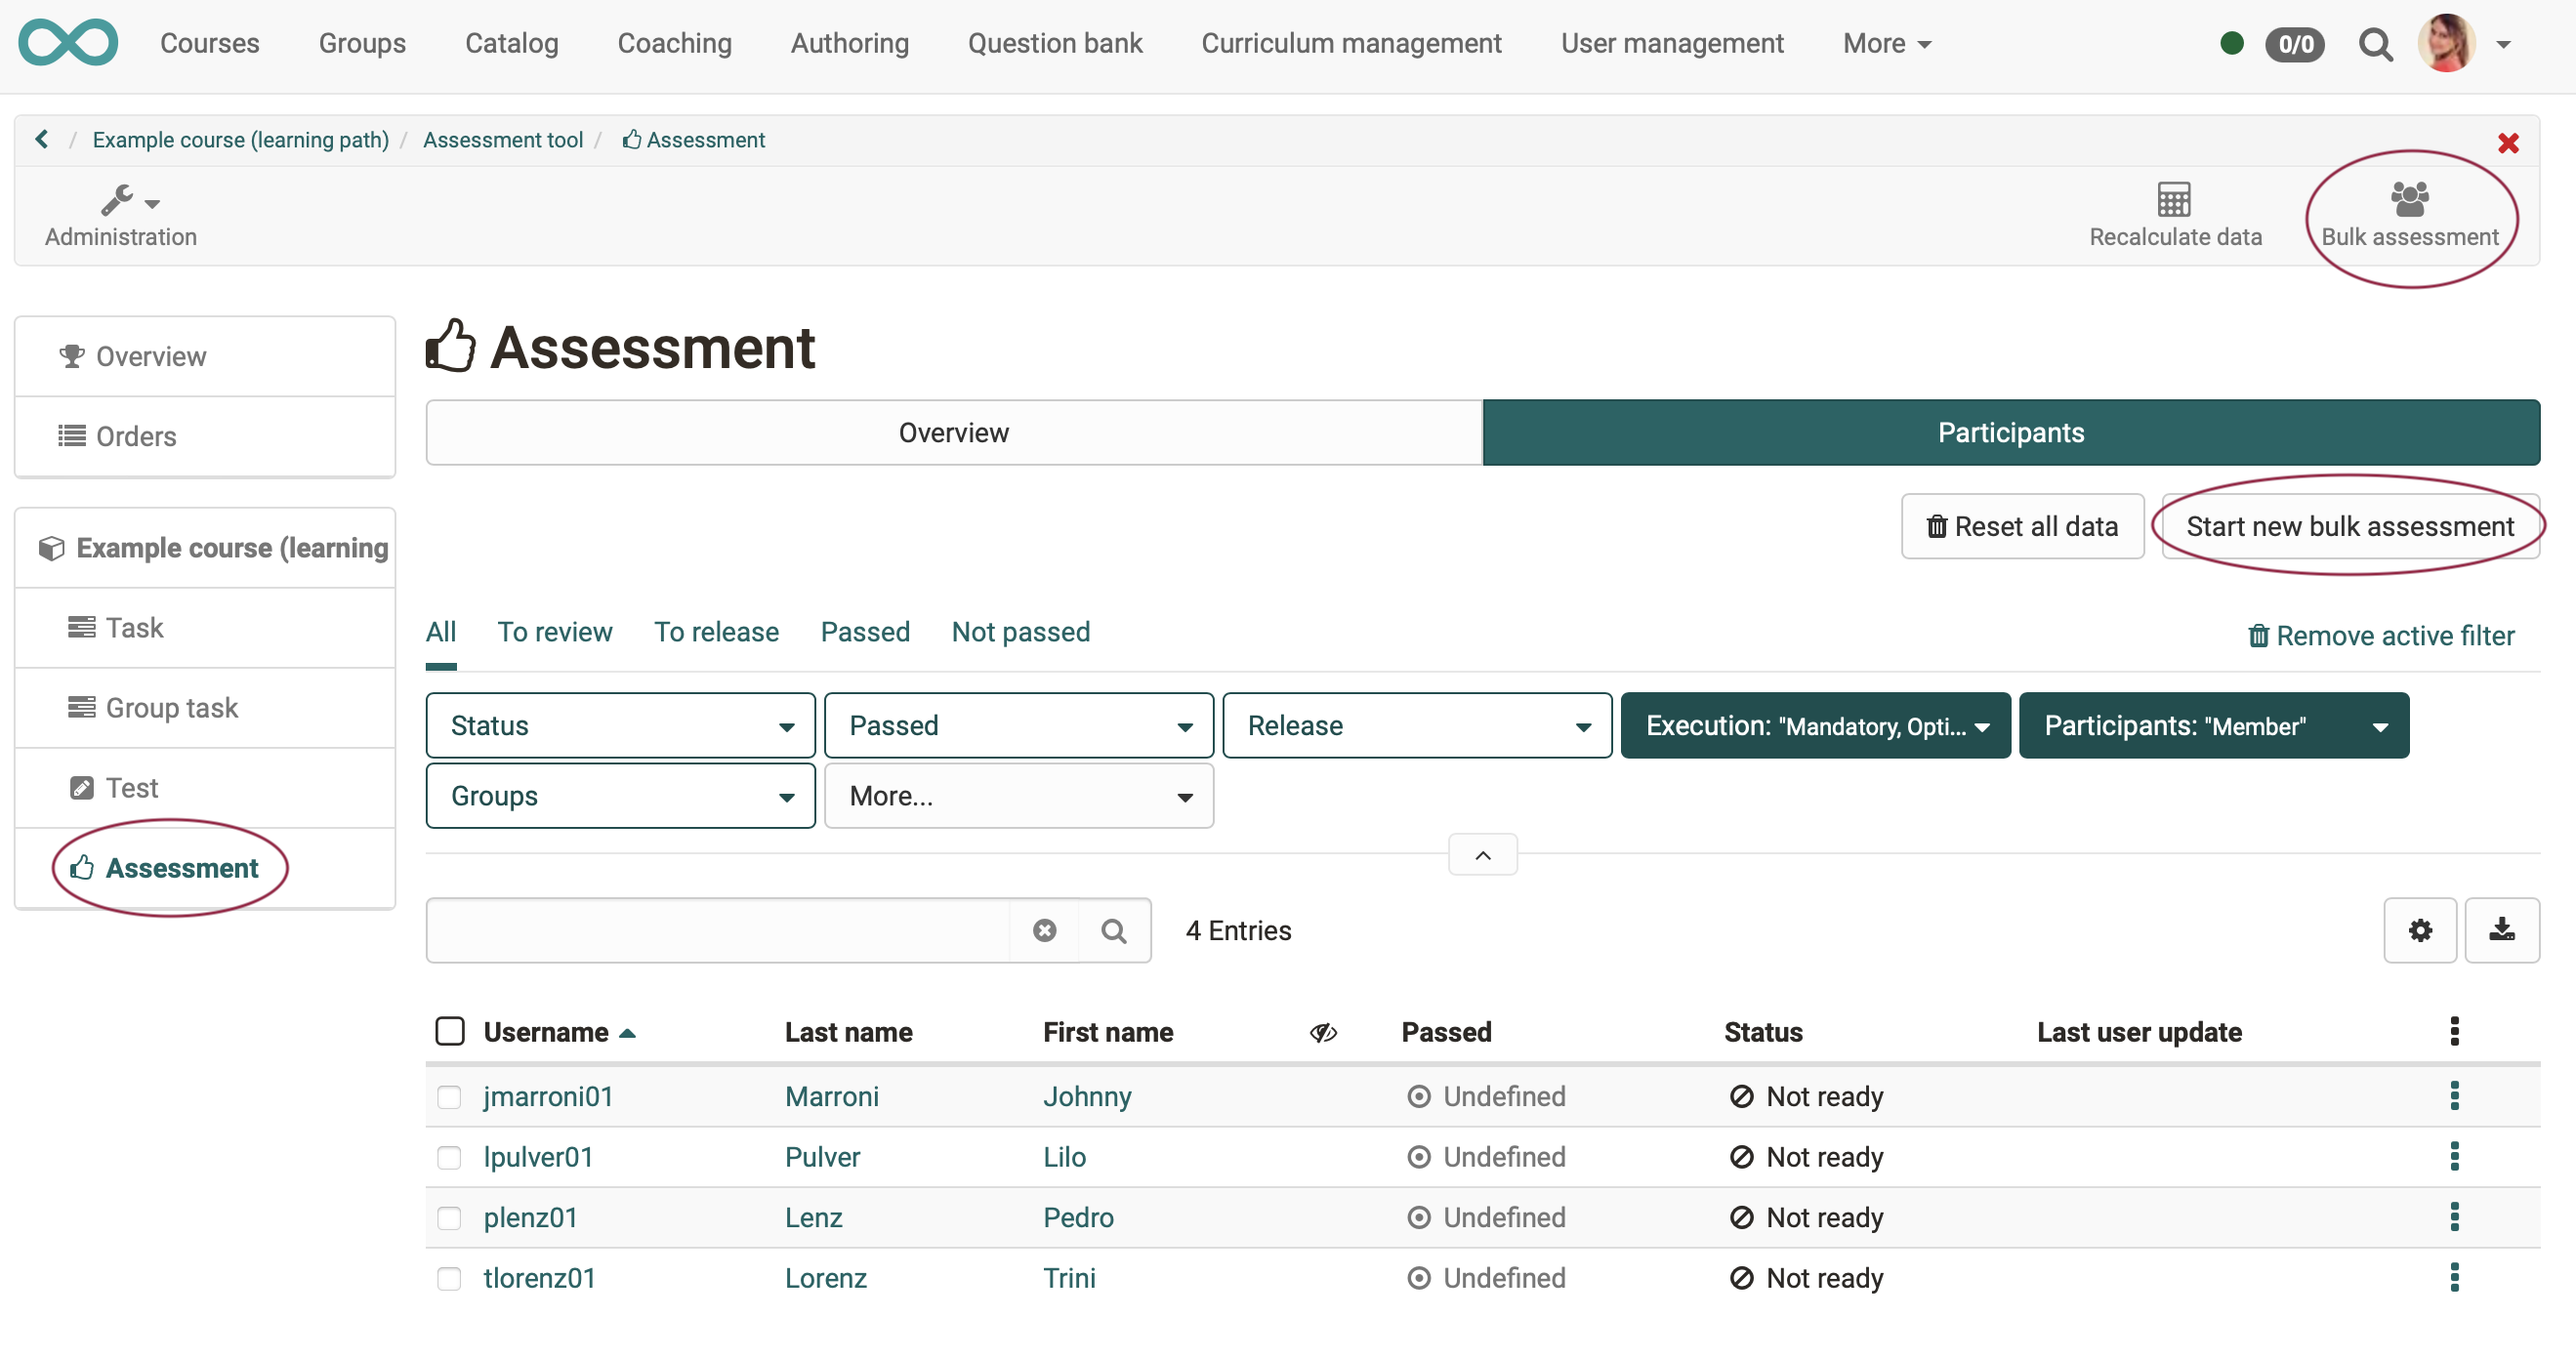 Courses Groups Catalog Coaching Authoring Question bank Curriculum management User management More 0/0
/ Example course (learning path) / Assessment tool / Assessment
Administration Recalculate data Bulk assessment
Overview
Orders
Example course (learning
Task
Group task
Test
Assessment
Assessment
Overview Participants
Reset all data Start new bulk assessment
All To review To release Passed Not passed Remove active filter
Status Passed Release Execution: "Mandatory, Opti... Participants: "Member"
Groups More...
4 Entries
Username Last name First name Passed Status Last user update
jmarroni01 Marroni Johnny Undefined Not ready
lpulver01 Pulver Lilo Undefined Not ready
plenz01 Lenz Pedro Undefined Not ready
tlorenz01 Lorenz Trini Undefined Not ready